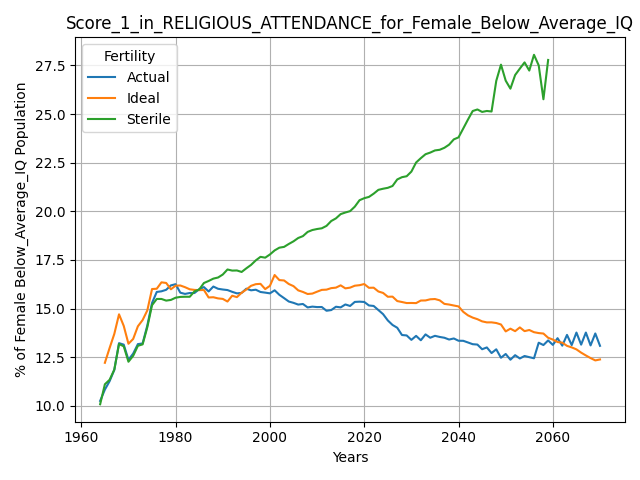 Score_1_in_RELIGIOUS_ATTENDANCE_for_Female_Below_Average_IQ
Fertility
Actual
Ideal
Sterile
% of Female Below_Average_IQ Population
27.5
25.0
22.5
20.0
17.5
15.0
12.5
10.0
1960
1980
2000
2020
2040
2060
Years